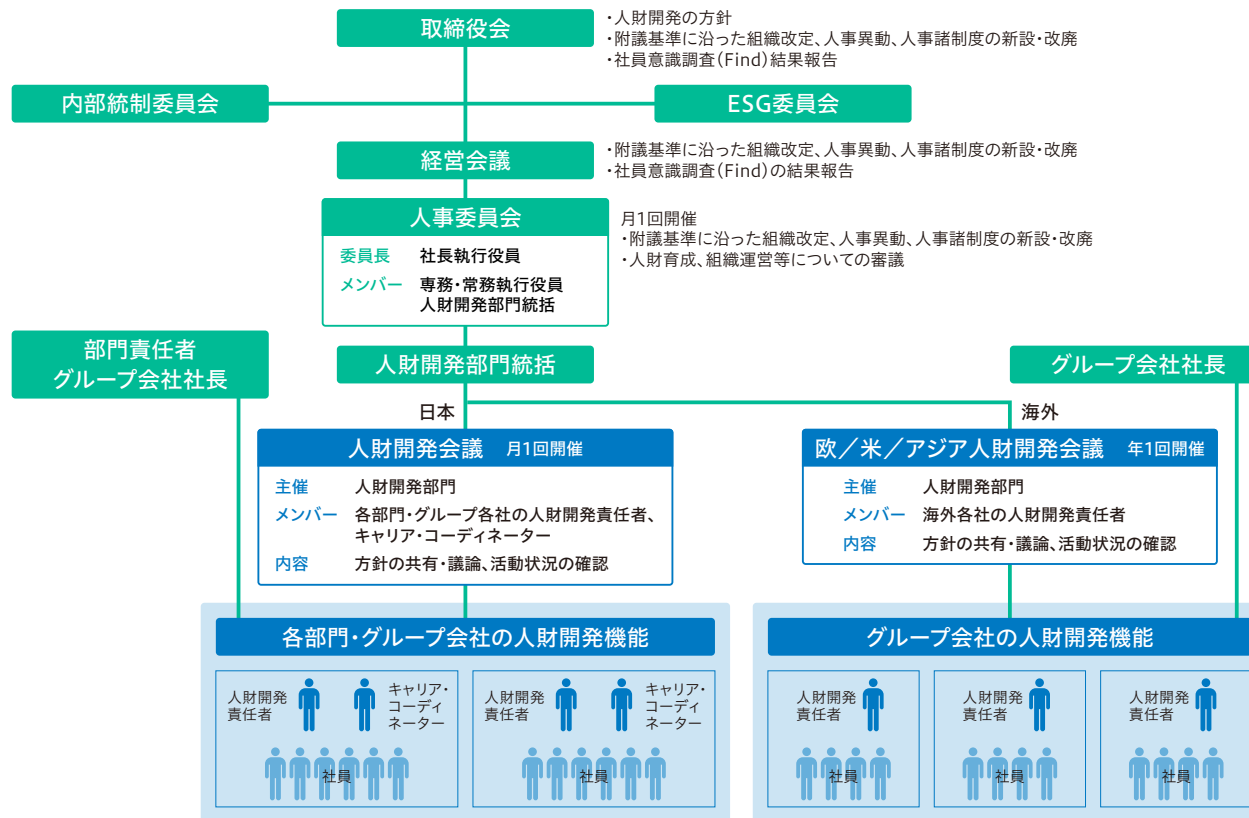 取締役会
・人財開発の方針
・附議基準に沿った組織改定、人事異動、人事諸制度の新設・改廃
・社員意識調査(Find)結果報告
内部統制委員会
ESG委員会
経営会議
・附議基準に沿った組織改定、人事異動、人事諸制度の新設・改廃
・社員意識調査(Find)の結果報告
人事委員会
委員長 社長執行役員
メンバー 専務・常務執行役員
人財開発部門統括
月1回開催
・附議基準に沿った組織改定、人事異動、人事諸制度の新設・改廃
・人財育成、組織運営等についての審議
部門責任者
グループ会社社長
人財開発部門統括
グループ会社社長
日本
海外
人財開発会議 月1回開催
主催 人財開発部門
メンバー 各部門・グループ各社の人財開発責任者、
キャリア・コーディネーター
内容 方針の共有・議論、活動状況の確認
欧／米／アジア人財開発会議 年1回開催
主催 人財開発部門
メンバー 海外各社の人財開発責任者
内容 方針の共有・議論、活動状況の確認
各部門・グループ会社の人財開発機能
人財開発
責任者
キャリア・
コーディ
ネーター
社員
人財開発
責任者
キャリア・
コーディ
ネーター
社員
グループ会社の人財開発機能
人財開発
責任者
社員
人財開発
責任者
社員
人財開発
責任者
社員